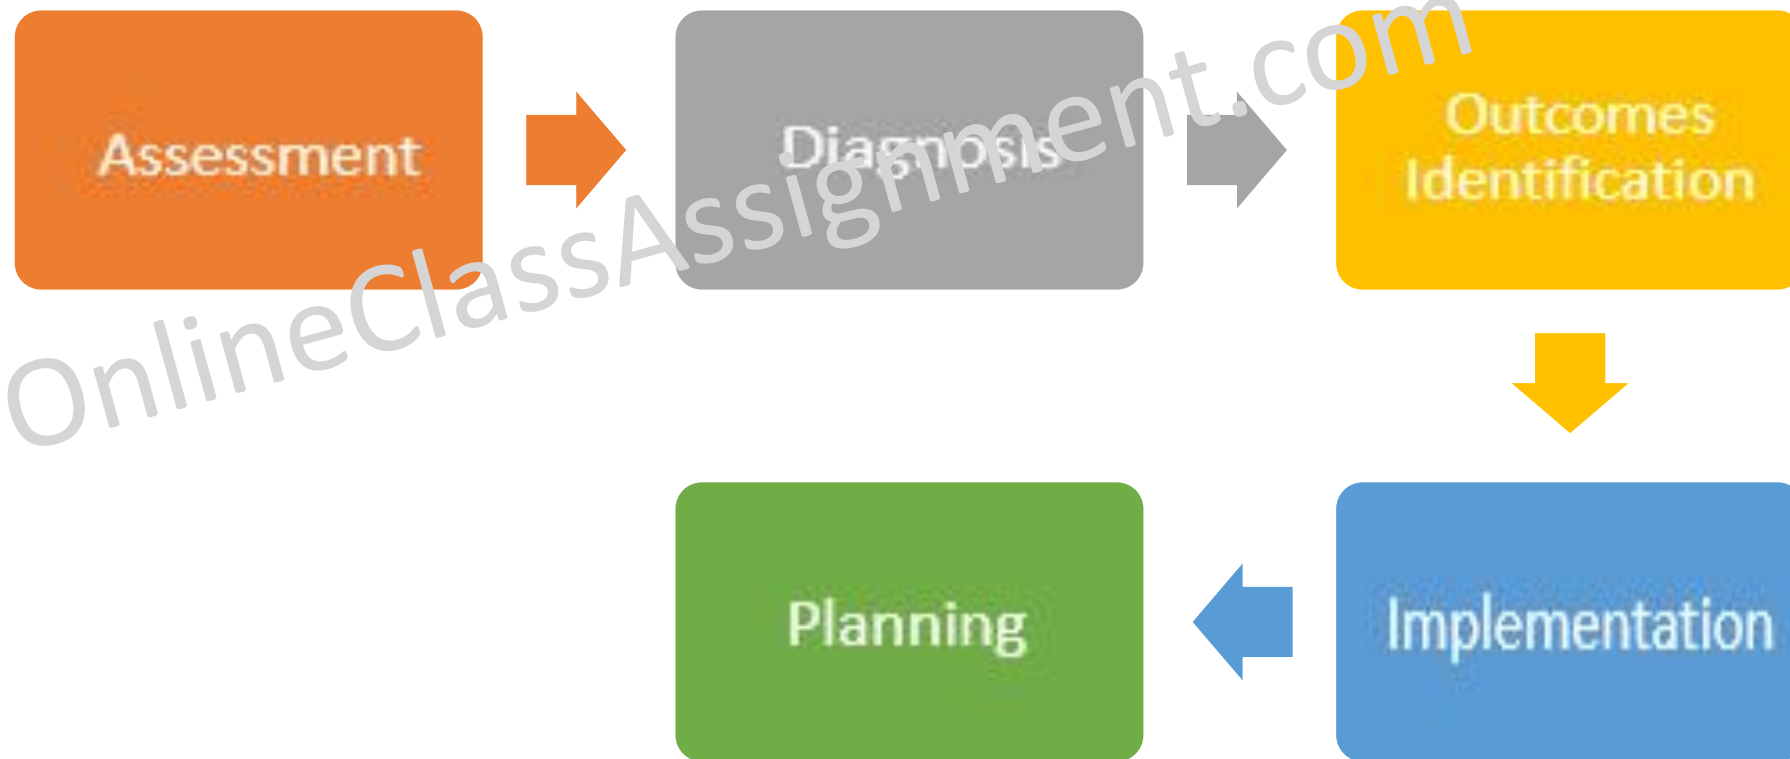 Assessment
Diagnosis
Outcomes
Identification
Implementation
Planning
OnlineClassAssignment.com